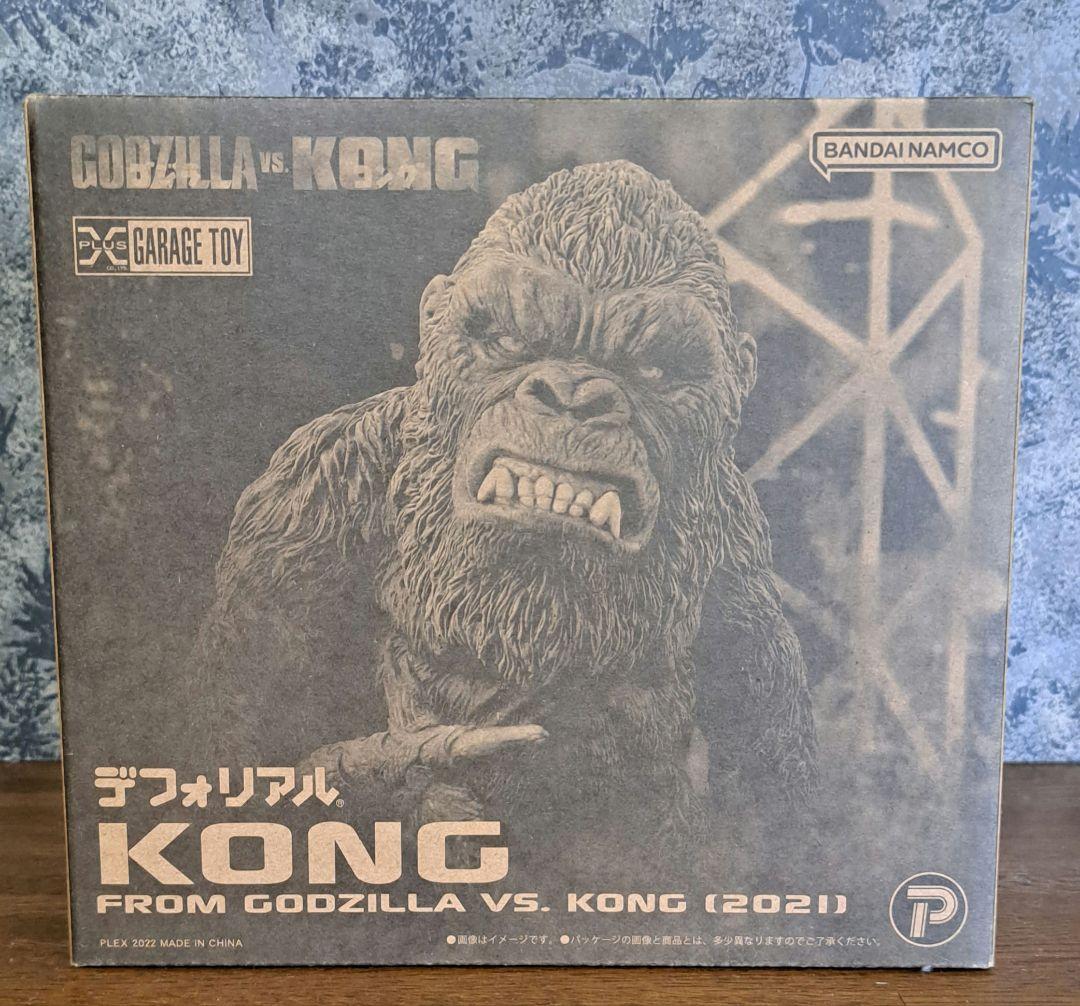 GODZILLA VS. KONG
BANDAI NAMCO
X PLUS CO., LTD. GARAGE TOY
デフォリアル®
KONG
FROM GODZILLA VS. KONG (2021)
PLEX 2022 MADE IN CHINA
●画像はイメージです。●パッケージの画像と商品とは、多少異なりますのでご了承ください。
P